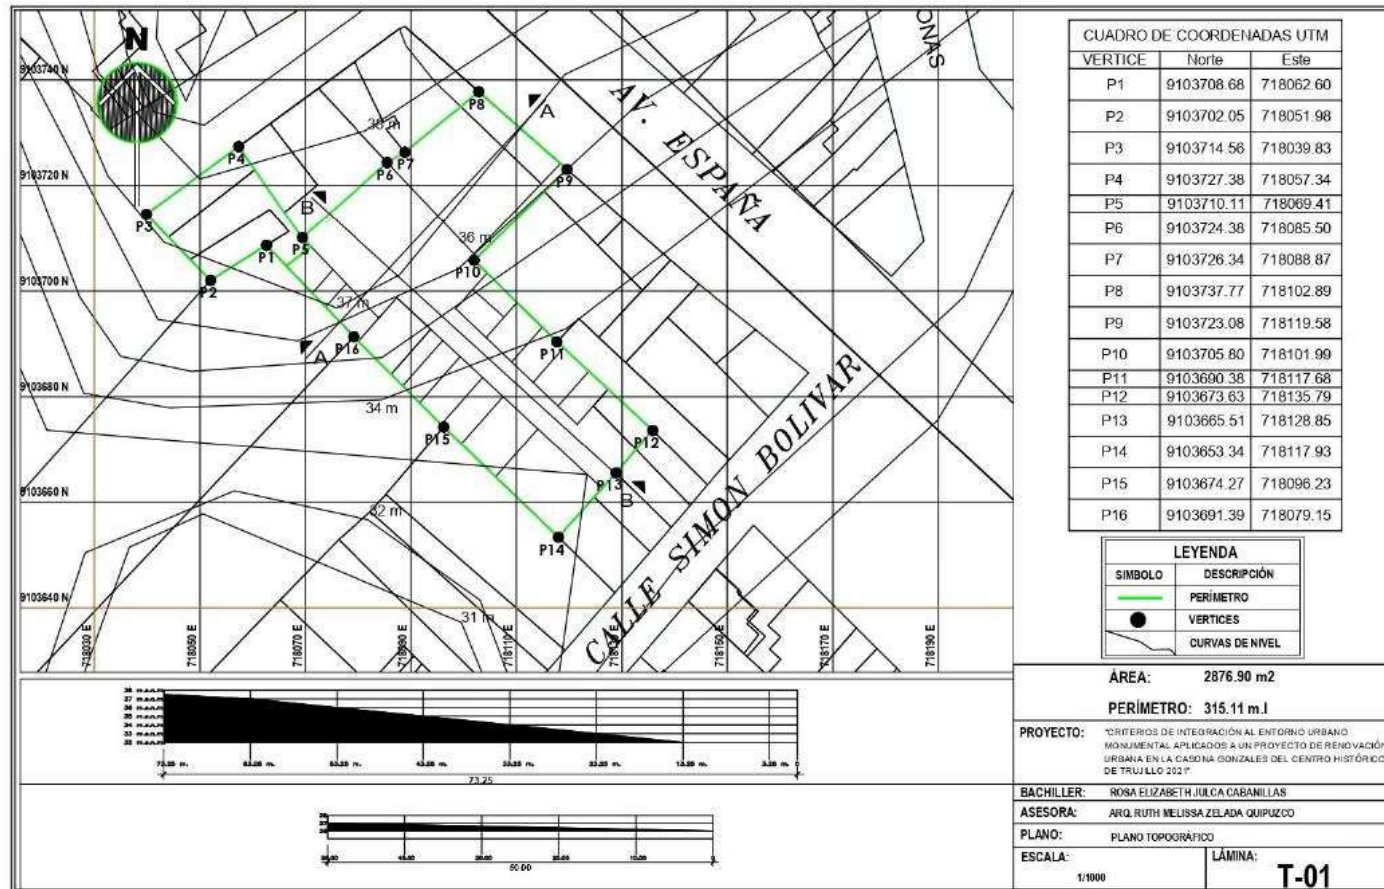 N
9103740 N
9103720 N
9103700 N
9103680 N
9103660 N
9103640 N
718030 E
718050 E
718070 E
718090 E
718110 E
718150 E
718170 E
718190 E
P8
A
P4
38 m
P7
P6
P9
B
P3
P5
P1
36 m
P10
P2
37 m
P16
A
P11
34 m
P15
P12
P13
B
32 m
P14
31 m
AV. ESPAÑA
CALLE SIMON BOLIVAR
ONAS
73.25
50.00
CUADRO DE COORDENADAS UTM
VERTICE Norte Este
P1 9103708.68 718062.60
P2 9103702.05 718051.98
P3 9103714.56 718039.83
P4 9103727.38 718057.34
P5 9103710.11 718069.41
P6 9103724.38 718085.50
P7 9103726.34 718088.87
P8 9103737.77 718102.89
P9 9103723.08 718119.58
P10 9103705.80 718101.99
P11 9103690.38 718117.68
P12 9103673.63 718135.79
P13 9103665.51 718128.85
P14 9103653.34 718117.93
P15 9103674.27 718096.23
P16 9103691.39 718079.15
LEYENDA
SIMBOLO DESCRIPCIÓN
PERÍMETRO
VERTICES
CURVAS DE NIVEL
ÁREA: 2876.90 m2
PERÍMETRO: 315.11 m.l
PROYECTO: "CRITERIOS DE INTEGRACIÓN AL ENTORNO URBANO
MONUMENTAL APLICADOS A UN PROYECTO DE RENOVACIÓN
URBANA EN LA CASONA GONZALES DEL CENTRO HISTÓRICO
DE TRUJILLO 2021"
BACHILLER: ROSA ELIZABETH JULCA CABANILLAS
ASESORA: ARQ. RUTH MELISSA ZELADA QUIPUZCO
PLANO: PLANO TOPOGRÁFICO
ESCALA: 1/1000
LÁMINA: T-01